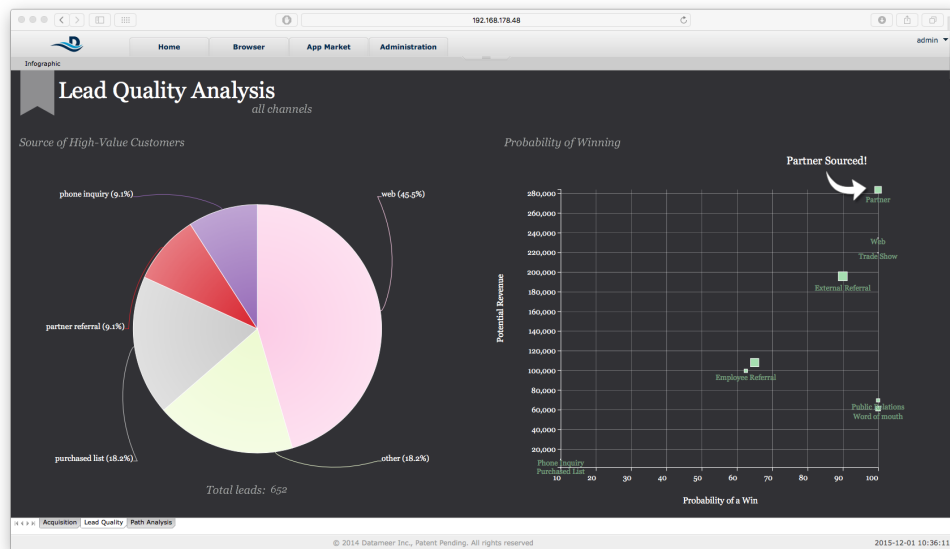 192.168.178.48
Home
Browser
App Market
Administration
admin
Infographic
Lead Quality Analysis
all channels
Source of High-Value Customers
phone inquiry (9.1%)
web (45.5%)
partner referral (9.1%)
purchased list (18.2%)
other (18.2%)
Total leads: 652
Probability of Winning
Partner Sourced!
Potential Revenue
280,000
260,000
240,000
220,000
200,000
180,000
160,000
140,000
120,000
100,000
80,000
60,000
40,000
20,000
Partner
Web
Trade Show
External Referral
Employee Referral
Public Relations
Word of mouth
Phone Inquiry
Purchased List
10 20 30 40 50 60 70 80 90 100
Probability of a Win
Acquisition Lead Quality Path Analysis
© 2014 Datameer Inc., Patent Pending. All rights reserved
2015-12-01 10:36:11